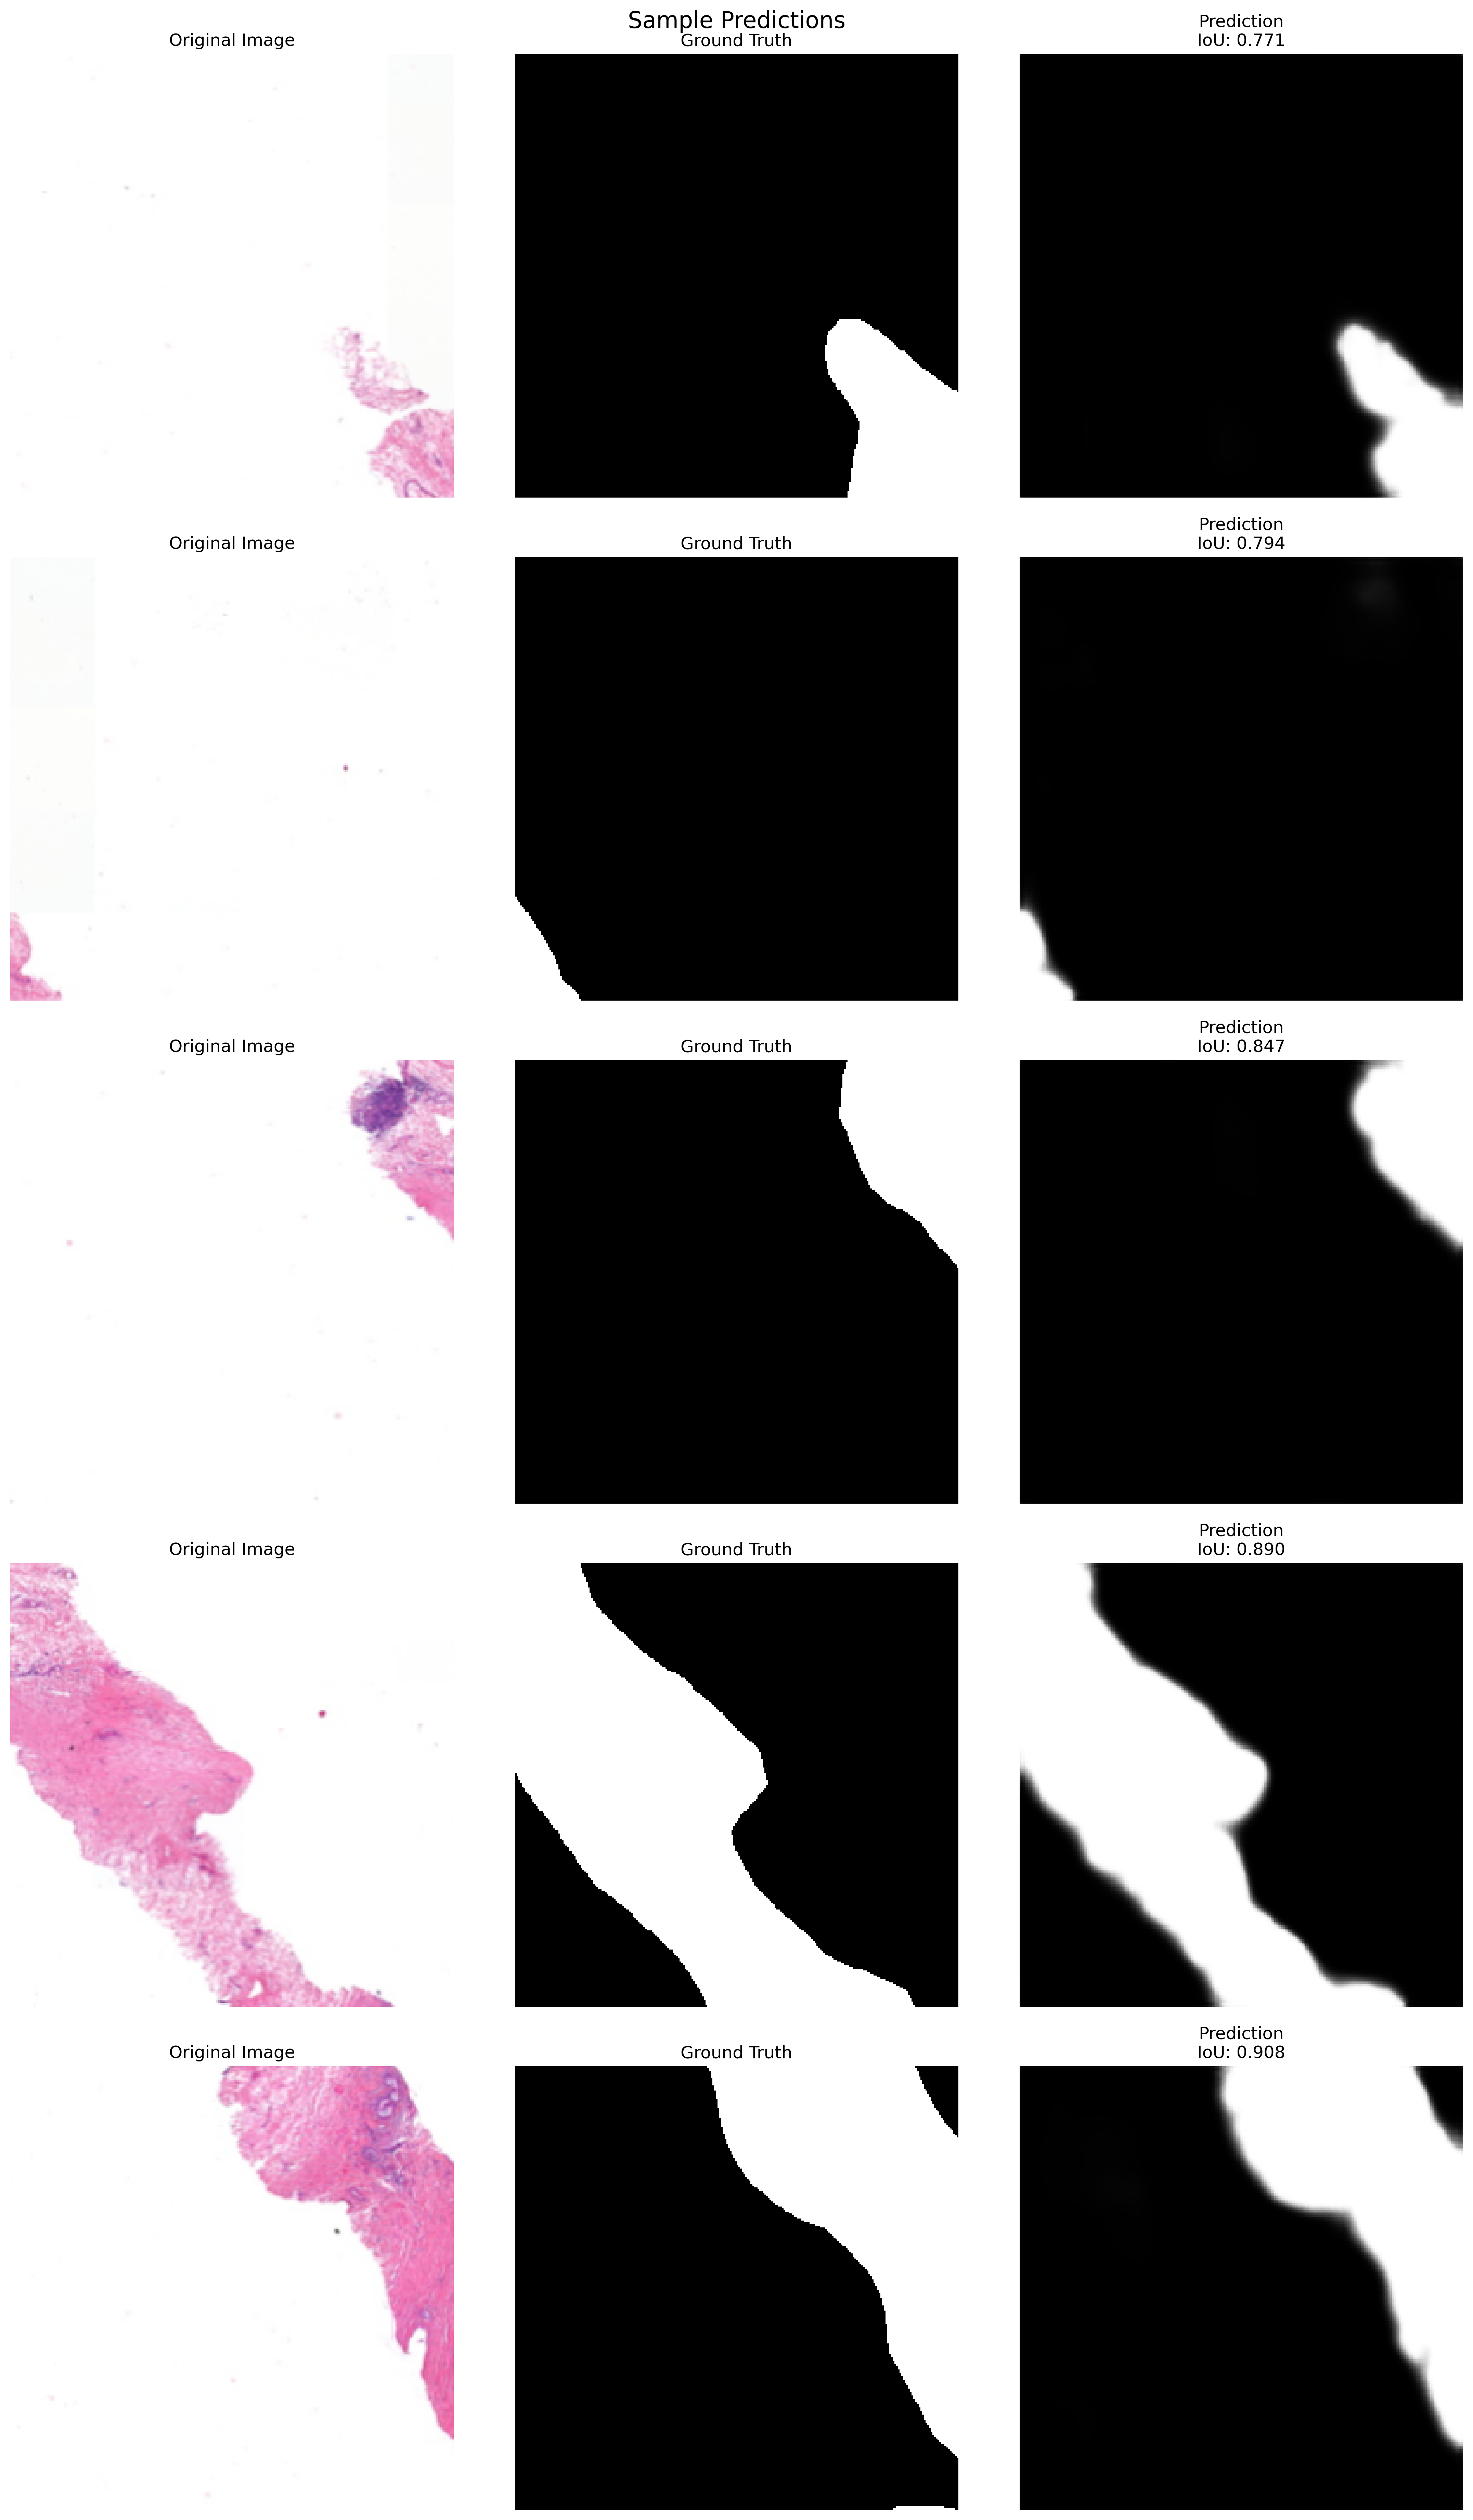 Sample Predictions
Original Image
Ground Truth
Prediction
IoU: 0.771
Original Image
Ground Truth
Prediction
IoU: 0.794
Original Image
Ground Truth
Prediction
IoU: 0.847
Original Image
Ground Truth
Prediction
IoU: 0.890
Original Image
Ground Truth
Prediction
IoU: 0.908